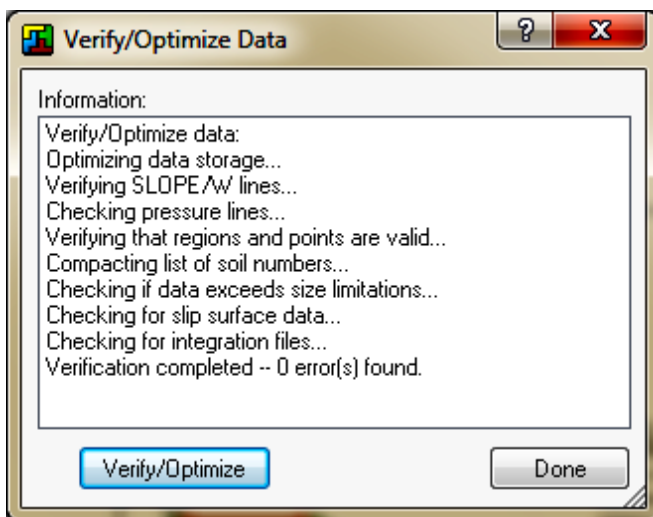 Verify/Optimize Data
?
X
Information:
Verify/Optimize data:
Optimizing data storage...
Verifying SLOPE/W lines...
Checking pressure lines...
Verifying that regions and points are valid...
Compacting list of soil numbers...
Checking if data exceeds size limitations...
Checking for slip surface data...
Checking for integration files...
Verification completed -- 0 error(s) found.
Verify/Optimize
Done